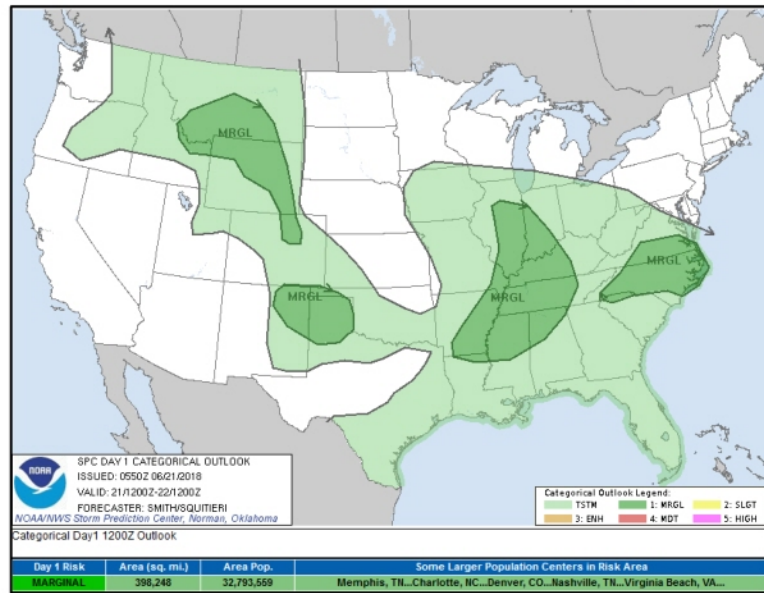 MRGL
MRGL
MRGL
MRGL
NOAA
SPC DAY 1 CATEGORICAL OUTLOOK
ISSUED: 0550Z 06/21/2018
VALID: 21/1200Z-22/1200Z
FORECASTER: SMITH/SQUITIERI
NOAA/NWS Storm Prediction Center, Norman, Oklahoma
Categorical Outlook Legend:
TSTM 1: MRGL 2: SLGT
3: ENH 4: MDT 5: HIGH
Categorical Day1 1200Z Outlook
Day 1 Risk Area (sq. mi.) Area Pop. Some Larger Population Centers in Risk Area
MARGINAL 398,248 32,793,559 Memphis, TN...Charlotte, NC...Denver, CO...Nashville, TN...Virginia Beach, VA...